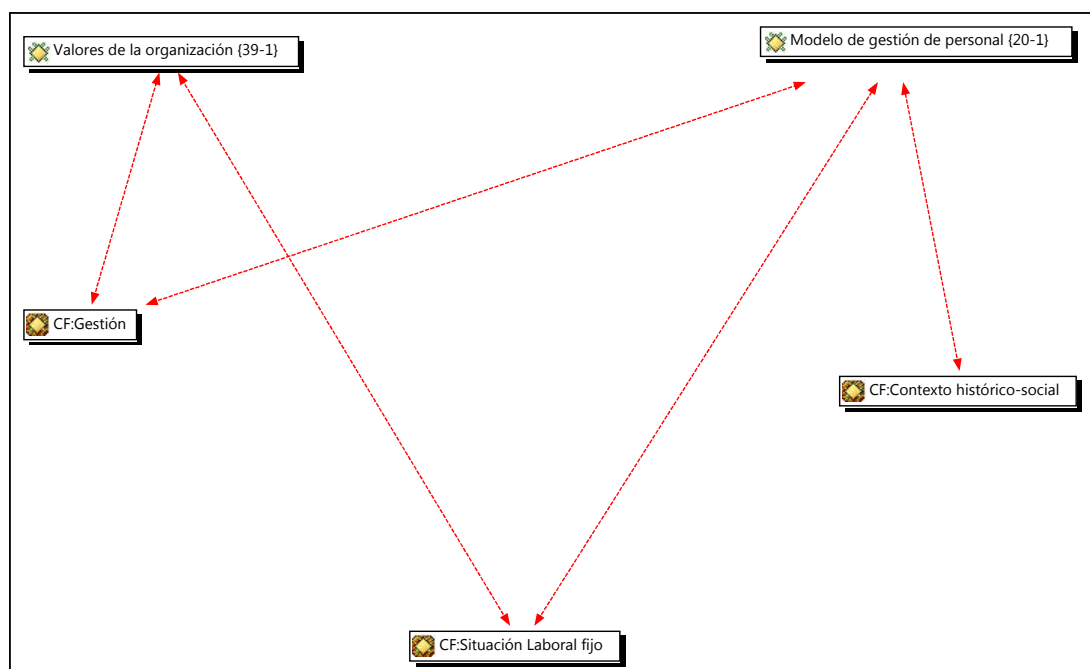 Valores de la organización {39-1}
Modelo de gestión de personal {20-1}
CF:Gestión
CF:Contexto histórico-social
CF:Situación Laboral fijo